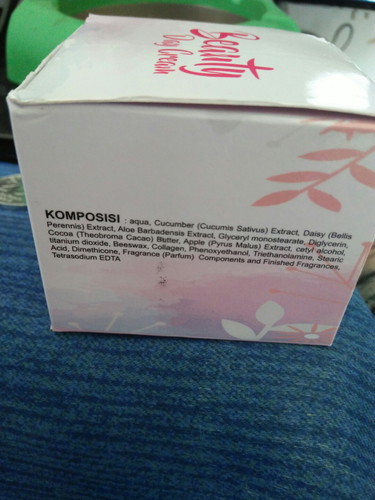 Beauty
Day Cream
KOMPOSISI : aqua, Cucumber (Cucumis Sativus) Extract, Daisy (Bellis
Perennis) Extract, Aloe Barbadensis Extract, Glyceryl monostearate, Diglycerin,
Cocoa (Theobroma Cacao) Butter, Apple (Pyrus Malus) Extract, cetyl alcohol,
titanium dioxide, Beeswax, Collagen, Phenoxyethanol, Triethanolamine, Stearic
Acid, Dimethicone, Fragrance (Parfum) Components and Finished Fragrances,
Tetrasodium EDTA